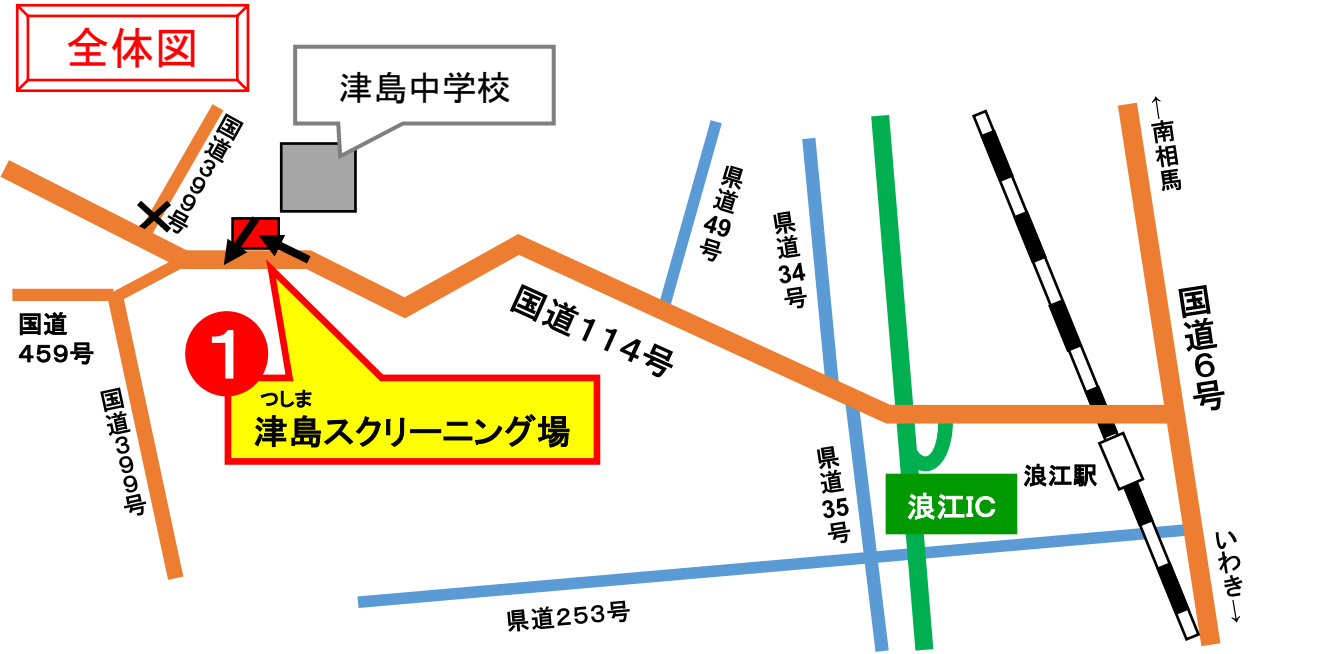 全体図
津島中学校
国道399号
↑南相馬
県道49号
県道34号
国道114号
国道6号
国道
459号
1
つしま
津島スクリーニング場
国道399号
県道35号
浪江駅
浪江IC
いわき→
県道253号